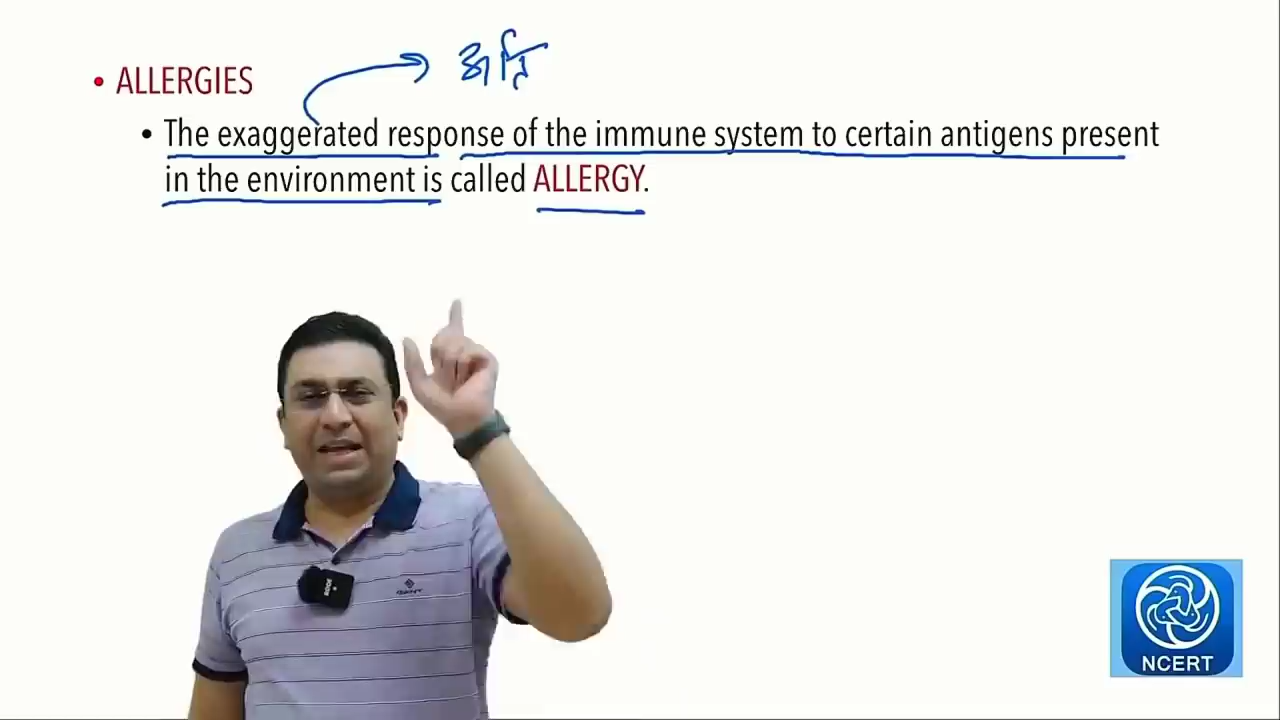 अति
• ALLERGIES
• The exaggerated response of the immune system to certain antigens present
in the environment is called ALLERGY.
NCERT